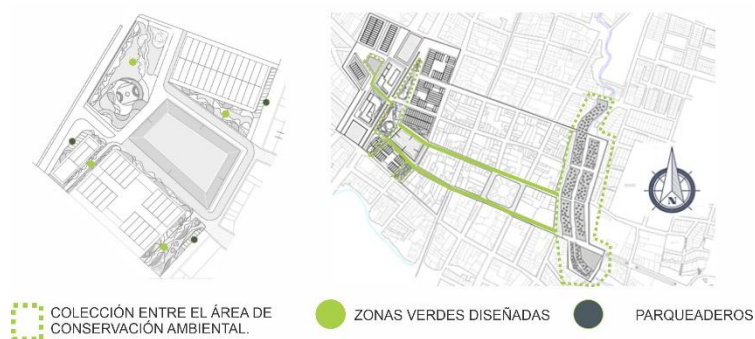 N
COLECCIÓN ENTRE EL ÁREA DE
CONSERVACIÓN AMBIENTAL.
ZONAS VERDES DISEÑADAS
PARQUEADEROS